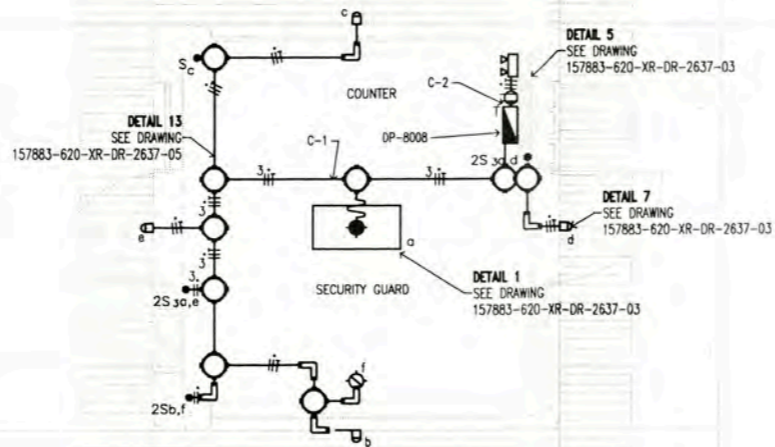 c
Sc
COUNTER
DETAIL 5
SEE DRAWING
157883-620-XR-DR-2637-03
C-2
DETAIL 13
SEE DRAWING
157883-620-XR-DR-2637-05
C-1
DP-8008
2S 3a,d
3
3
DETAIL 7
SEE DRAWING
157883-620-XR-DR-2637-03
d
3
e
a
3
DETAIL 1
SEE DRAWING
157883-620-XR-DR-2637-03
SECURITY GUARD
3
2S 3a,e
f
2Sb,f
b